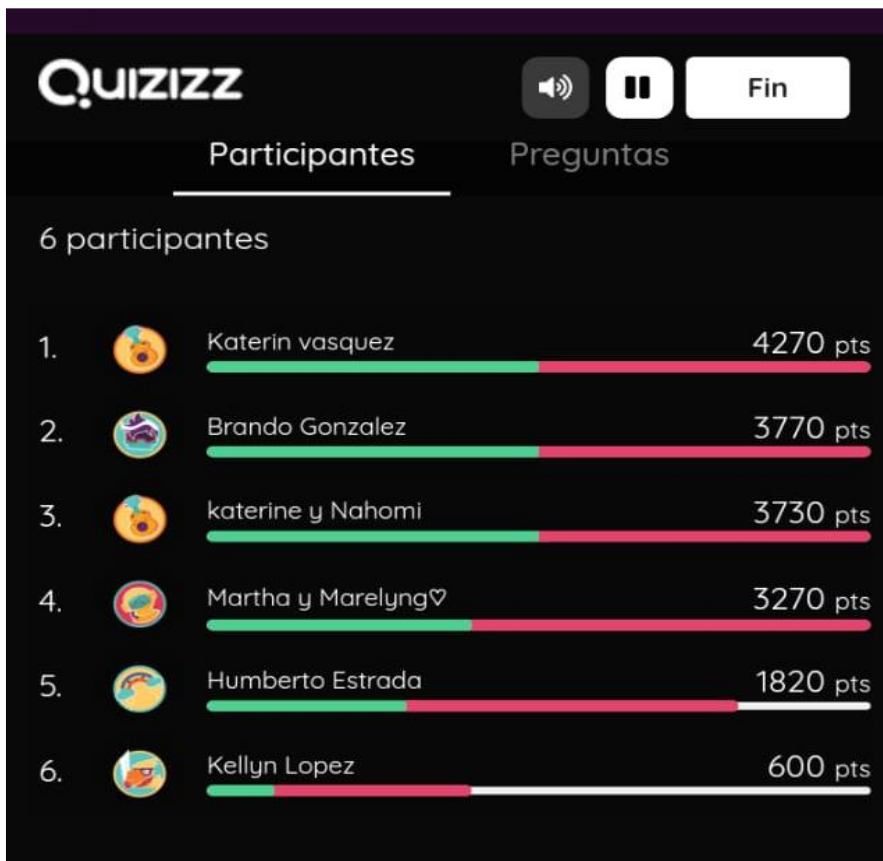 Quizizz
Fin
Participantes Preguntas
6 participantes
1. Katerin vasquez 4270 pts
2. Brando Gonzalez 3770 pts
3. katerine y Nahomi 3730 pts
4. Martha y Marelyng♡ 3270 pts
5. Humberto Estrada 1820 pts
6. Kellyn Lopez 600 pts